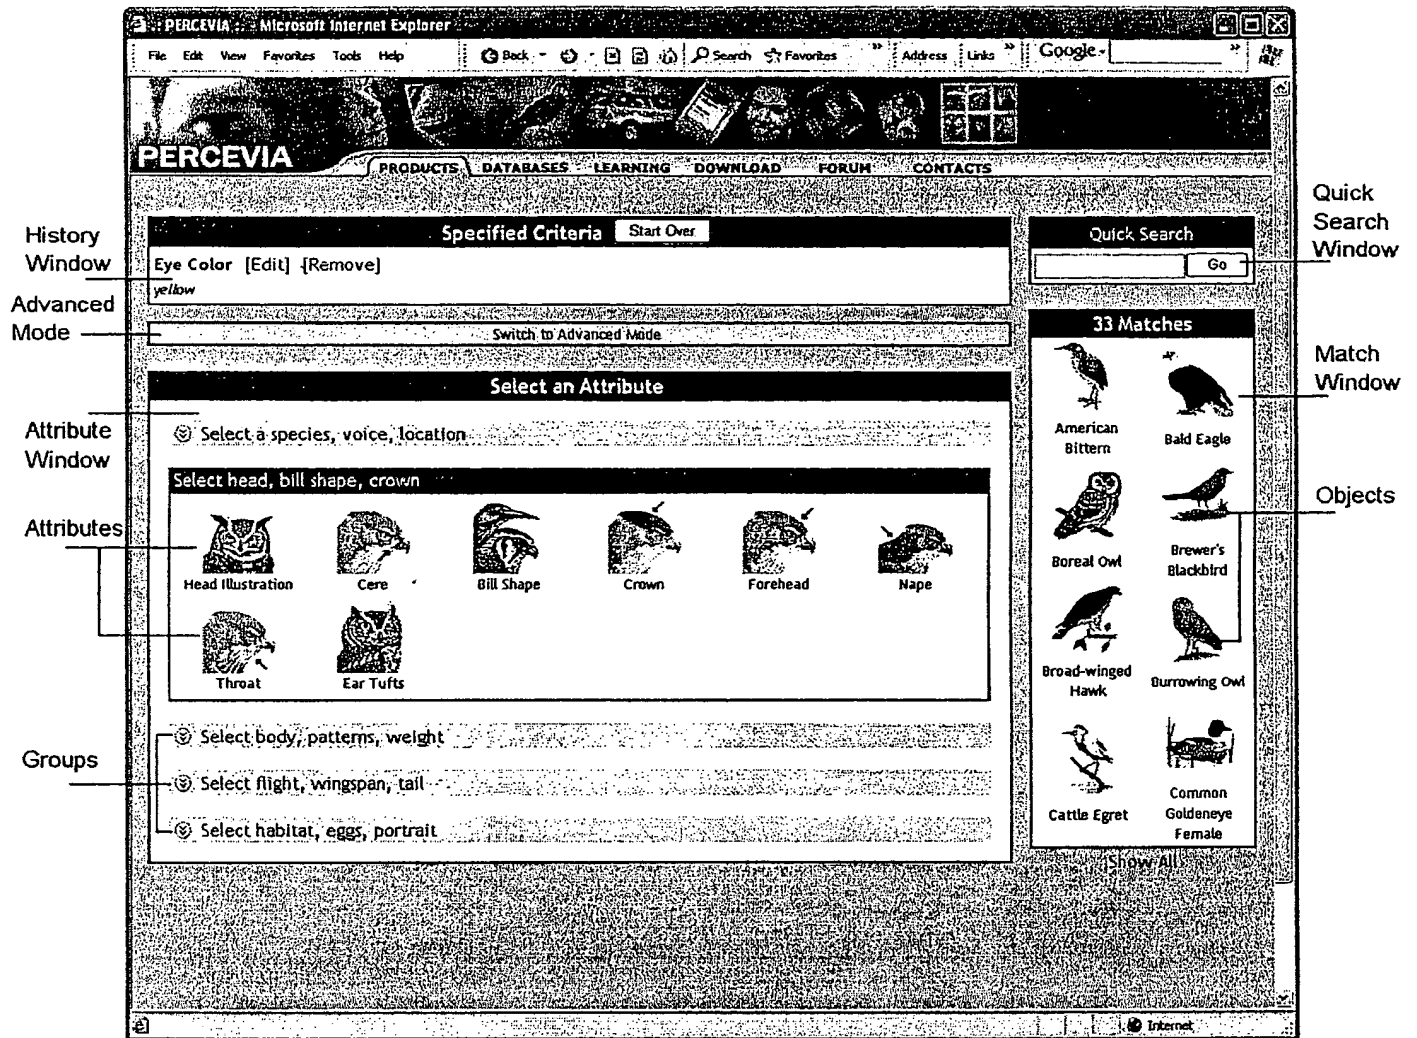 PERCEVIA - Microsoft Internet Explorer
File Edit View Favorites Tools Help Back Search Favorites » Address Links » Google »
PERCEVIA
PRODUCTS DATABASES LEARNING DOWNLOAD FORUM CONTACTS
History
Window
Advanced
Mode
Attribute
Window
Attributes
Groups
Specified Criteria Start Over
Eye Color [Edit] [Remove]
yellow
Switch to Advanced Mode
Select an Attribute
Select a species, voice, location
Select head, bill shape, crown
Head Illustration Cere Bill Shape Crown Forehead Nape
Throat Ear Tufts
Select body, patterns, weight
Select flight, wingspan, tail
Select habitat, eggs, portrait
Quick Search
Go
33 Matches
American
Bittern
Bald Eagle
Boreal Owl
Brewer's
Blackbird
Broad-winged
Hawk
Burrowing Owl
Cattle Egret
Common
Goldeneye
Female
Show All
Quick
Search
Window
Match
Window
Objects
Internet